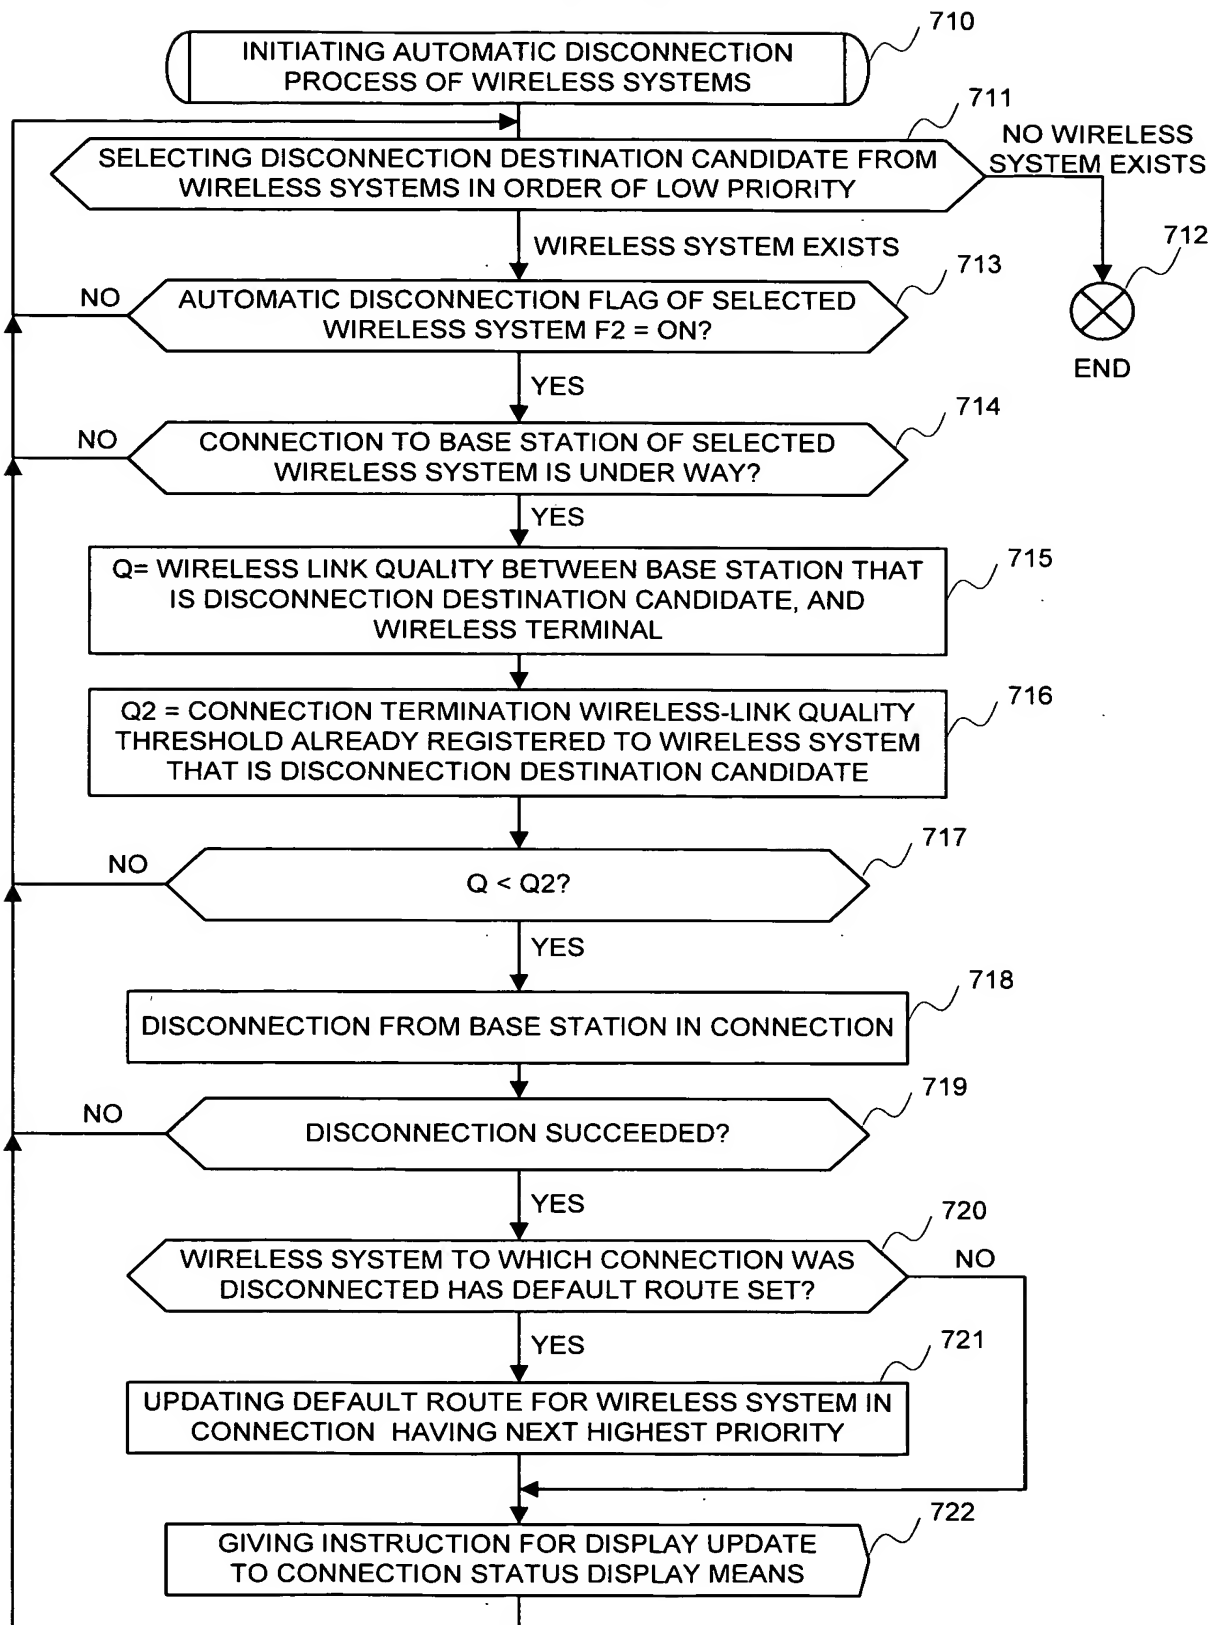 710
INITIATING AUTOMATIC DISCONNECTION
PROCESS OF WIRELESS SYSTEMS
711
NO WIRELESS
SYSTEM EXISTS
SELECTING DISCONNECTION DESTINATION CANDIDATE FROM
WIRELESS SYSTEMS IN ORDER OF LOW PRIORITY
WIRELESS SYSTEM EXISTS
712
END
713
NO
AUTOMATIC DISCONNECTION FLAG OF SELECTED
WIRELESS SYSTEM F2 = ON?
YES
714
NO
CONNECTION TO BASE STATION OF SELECTED
WIRELESS SYSTEM IS UNDER WAY?
YES
715
Q= WIRELESS LINK QUALITY BETWEEN BASE STATION THAT
IS DISCONNECTION DESTINATION CANDIDATE, AND
WIRELESS TERMINAL
716
Q2 = CONNECTION TERMINATION WIRELESS-LINK QUALITY
THRESHOLD ALREADY REGISTERED TO WIRELESS SYSTEM
THAT IS DISCONNECTION DESTINATION CANDIDATE
717
NO
Q < Q2?
YES
718
DISCONNECTION FROM BASE STATION IN CONNECTION
719
NO
DISCONNECTION SUCCEEDED?
YES
720
WIRELESS SYSTEM TO WHICH CONNECTION WAS
DISCONNECTED HAS DEFAULT ROUTE SET?
NO
YES
721
UPDATING DEFAULT ROUTE FOR WIRELESS SYSTEM IN
CONNECTION HAVING NEXT HIGHEST PRIORITY
722
GIVING INSTRUCTION FOR DISPLAY UPDATE
TO CONNECTION STATUS DISPLAY MEANS